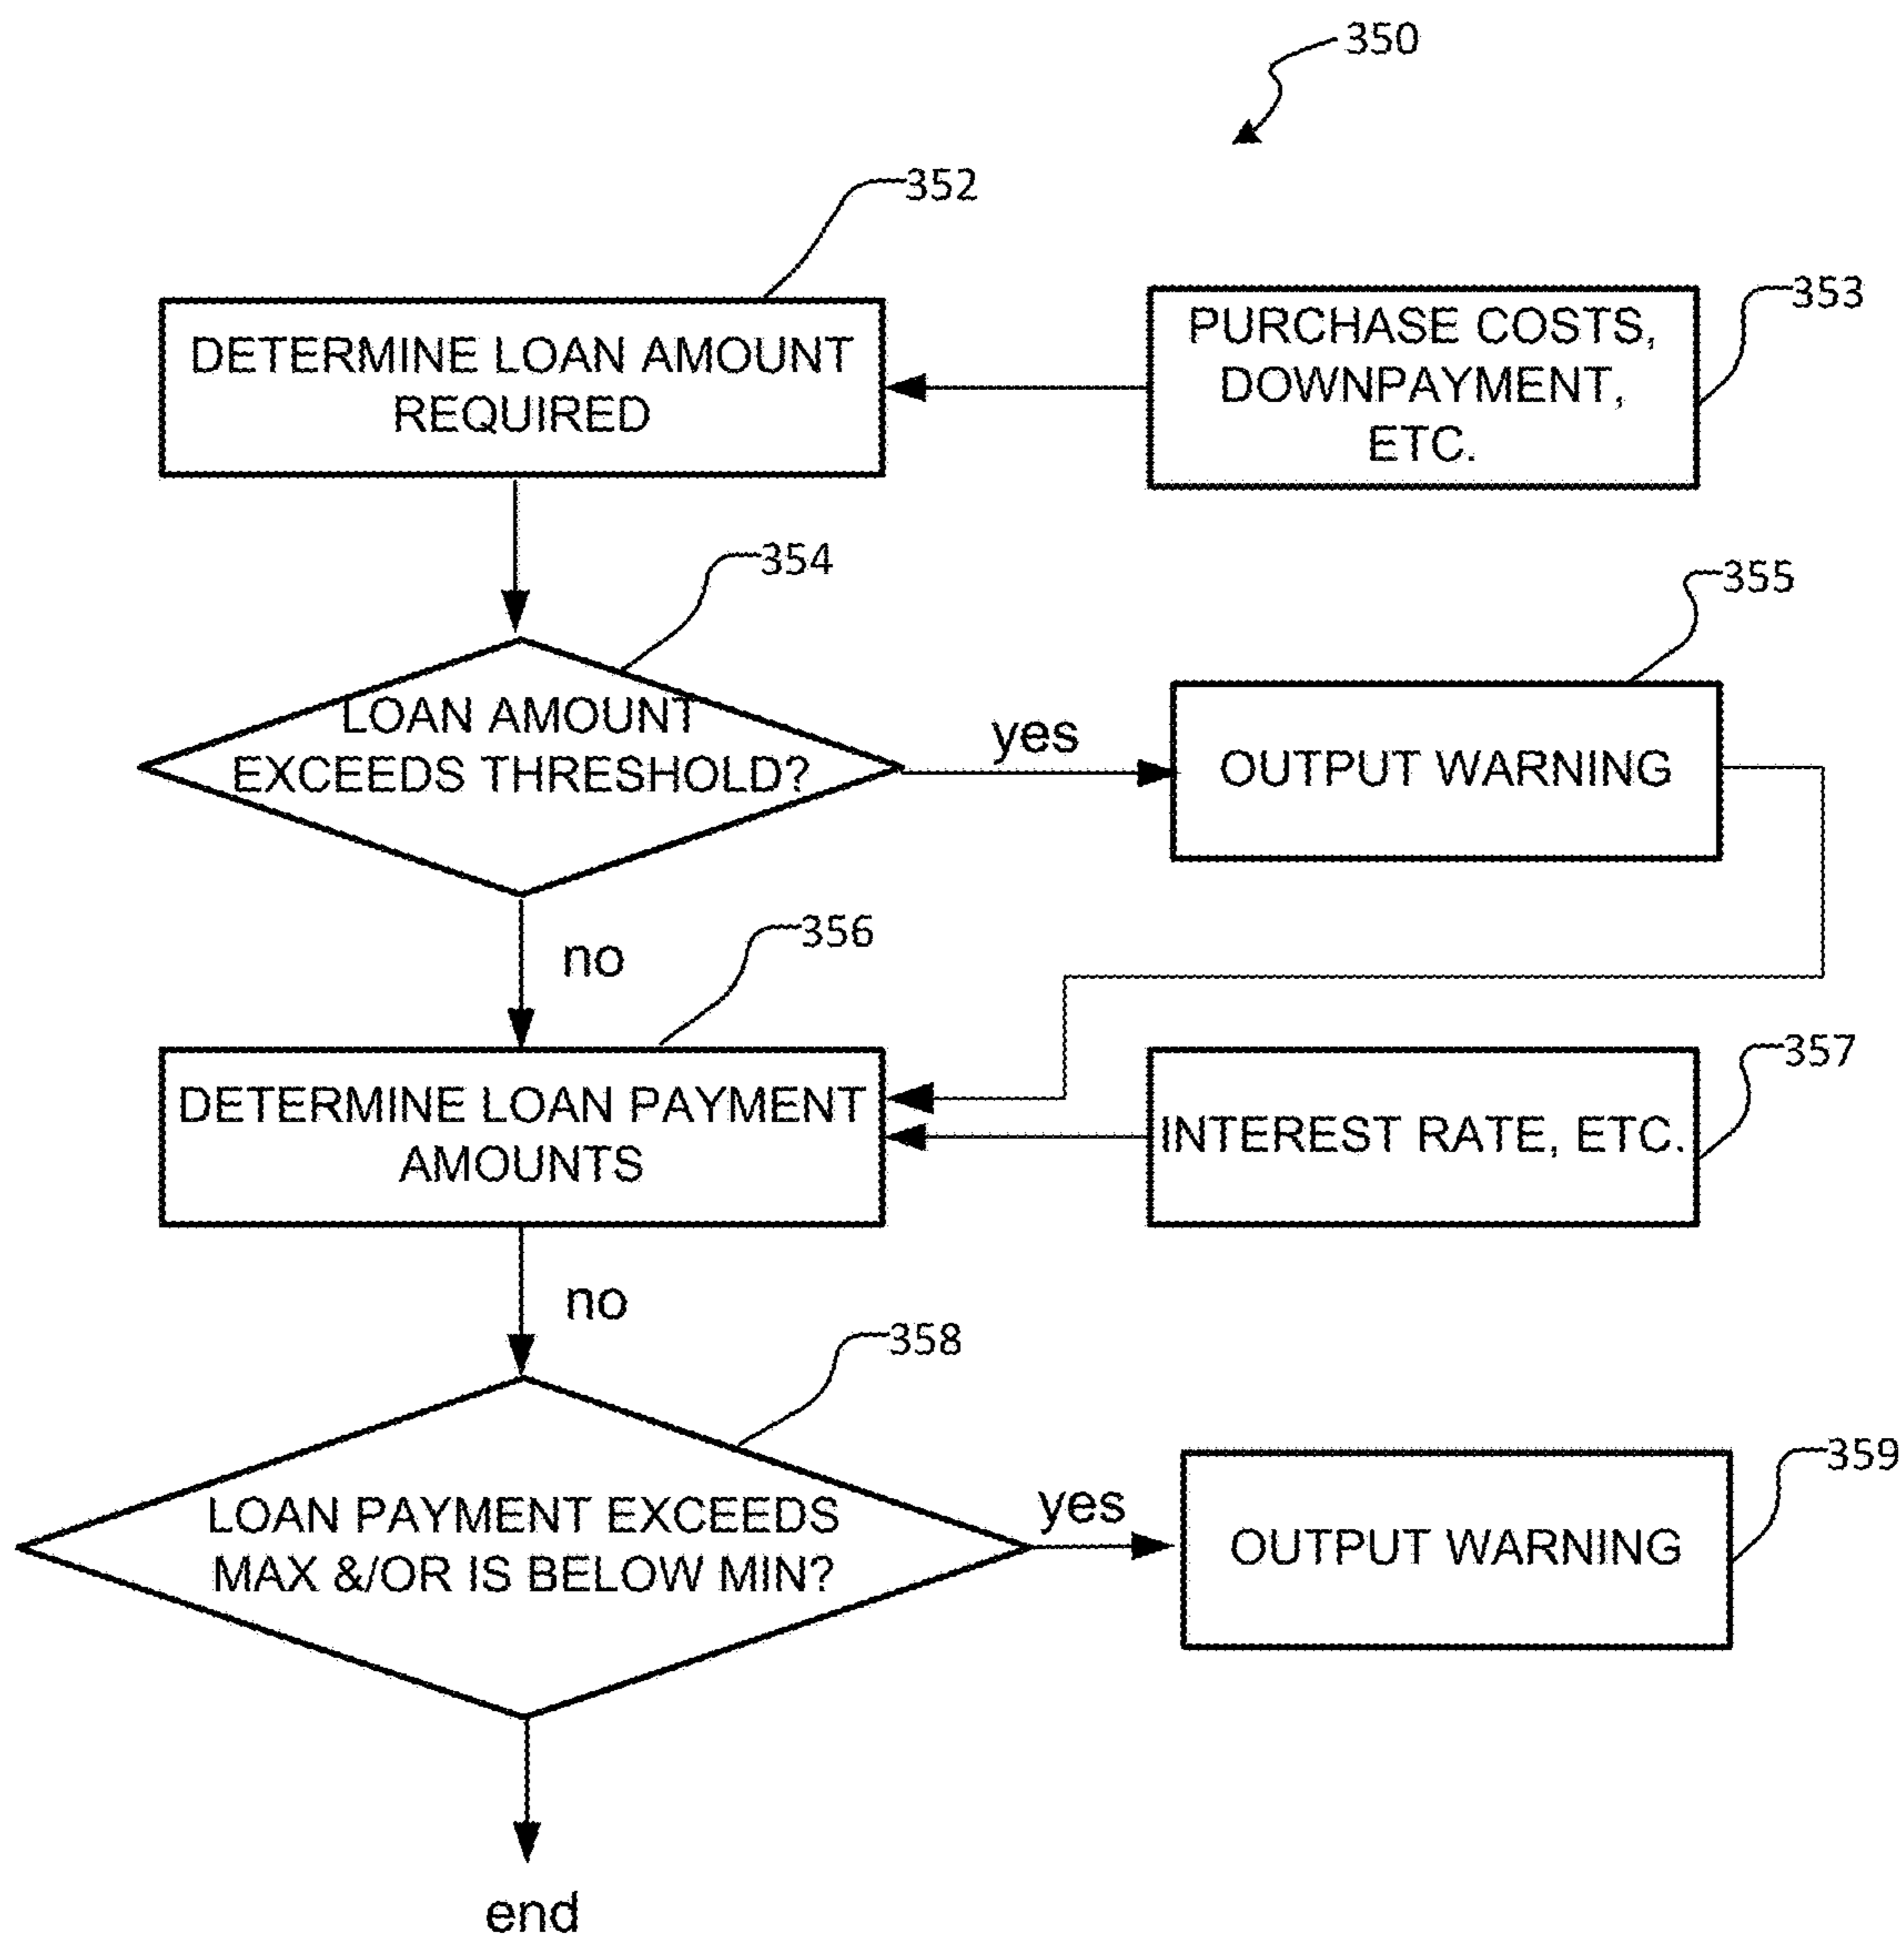 350
352
DETERMINE LOAN AMOUNT
REQUIRED
353
PURCHASE COSTS,
DOWNPAYMENT,
ETC.
354
LOAN AMOUNT
EXCEEDS THRESHOLD?
yes
355
OUTPUT WARNING
no
356
DETERMINE LOAN PAYMENT
AMOUNTS
357
INTEREST RATE, ETC.
no
358
LOAN PAYMENT EXCEEDS
MAX &/OR IS BELOW MIN?
yes
359
OUTPUT WARNING
end